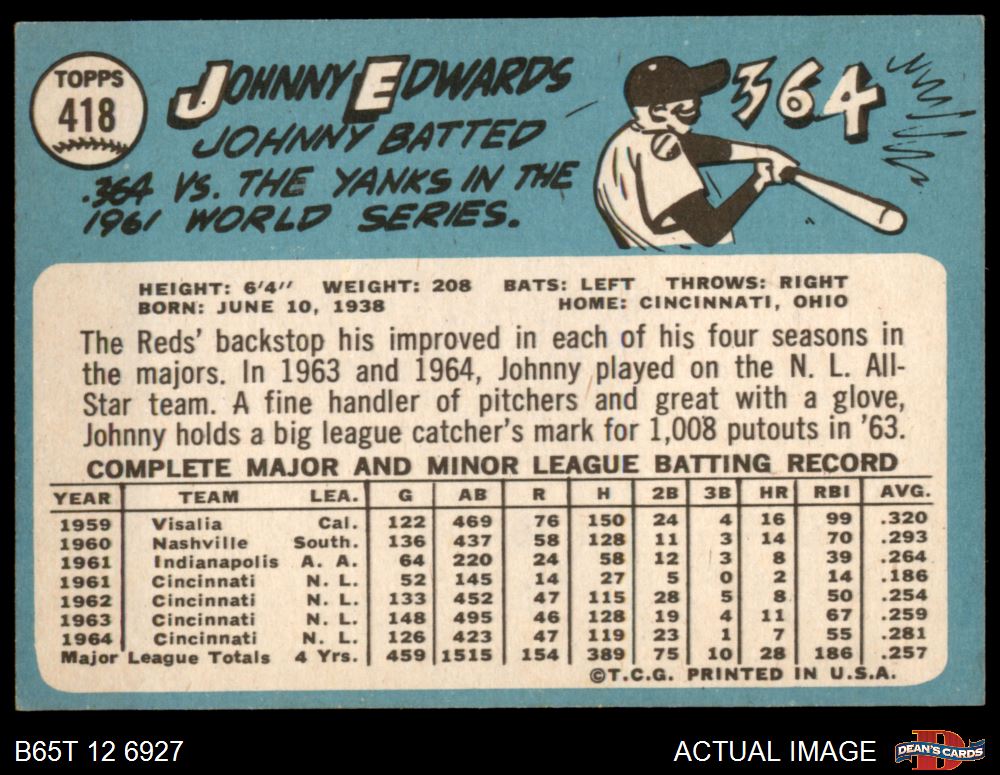 TOPPS
418
JOHNNY EDWARDS
JOHNNY BATTED
.364 VS. THE YANKS IN THE
1961 WORLD SERIES.
364
HEIGHT: 6'4" WEIGHT: 208 BATS: LEFT THROWS: RIGHT
BORN: JUNE 10, 1938 HOME: CINCINNATI, OHIO
The Reds' backstop his improved in each of his four seasons in
the majors. In 1963 and 1964, Johnny played on the N. L. All-
Star team. A fine handler of pitchers and great with a glove,
Johnny holds a big league catcher's mark for 1,008 putouts in '63.
COMPLETE MAJOR AND MINOR LEAGUE BATTING RECORD
YEAR TEAM LEA. G AB R H 2B 3B HR RBI AVG.
1959 Visalia Cal. 122 469 76 150 24 4 16 99 .320
1960 Nashville South. 136 437 58 128 11 3 14 70 .293
1961 Indianapolis A. A. 64 220 24 58 12 3 8 39 .264
1961 Cincinnati N. L. 52 145 14 27 5 0 2 14 .186
1962 Cincinnati N. L. 133 452 47 115 28 5 8 50 .254
1963 Cincinnati N. L. 148 495 46 128 19 4 11 67 .259
1964 Cincinnati N. L. 126 423 47 119 23 1 7 55 .281
Major League Totals 4 Yrs. 459 1515 154 389 75 10 28 186 .257
©T.C.G. PRINTED IN U.S.A.
B65T 12 6927
ACTUAL IMAGE
DEAN'S CARDS